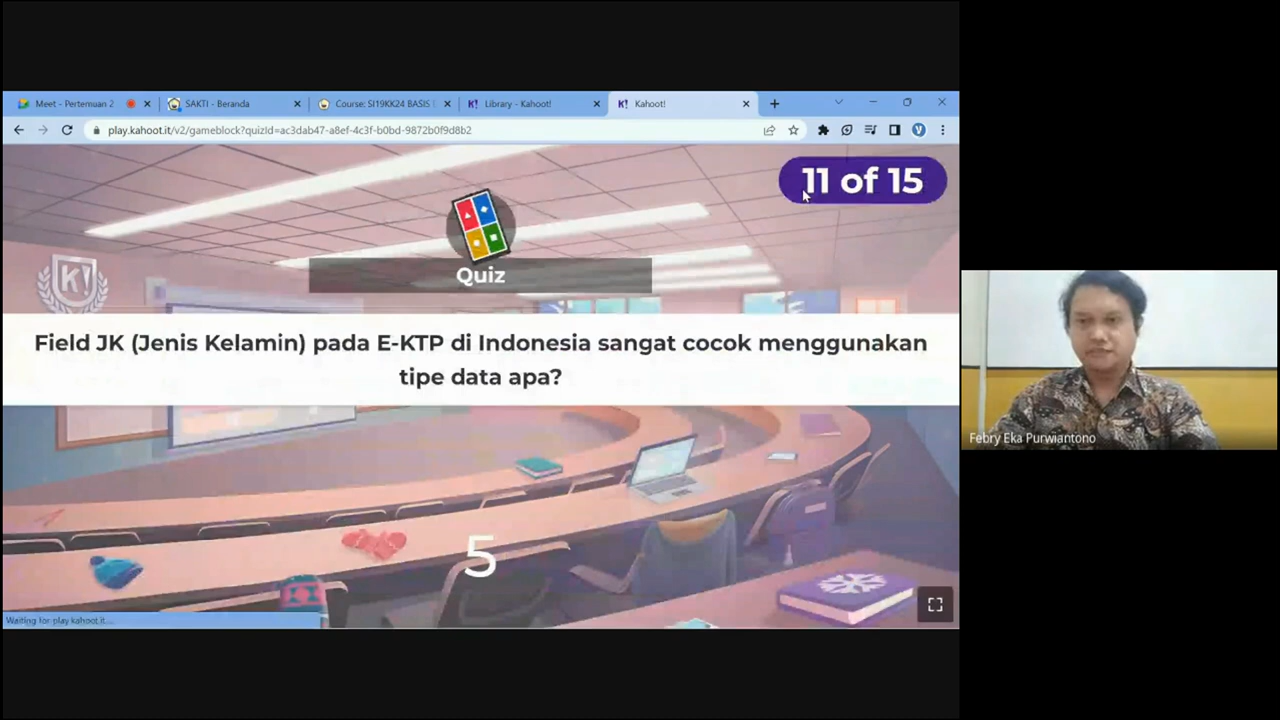 Meet - Pertemuan 2
SAKTI - Beranda
Course: SI19KK24 BASIS
Library - Kahoot!
K! Kahoot!
play.kahoot.it/v2/gameblock?quizId=ac3dab47-a8ef-4c3f-b0bd-9872b0f9d8b2
V
11 of 15
K!
Quiz
Field JK (Jenis Kelamin) pada E-KTP di Indonesia sangat cocok menggunakan
tipe data apa?
5
Waiting for play.kahoot.it...
Febry Eka Purwiantono